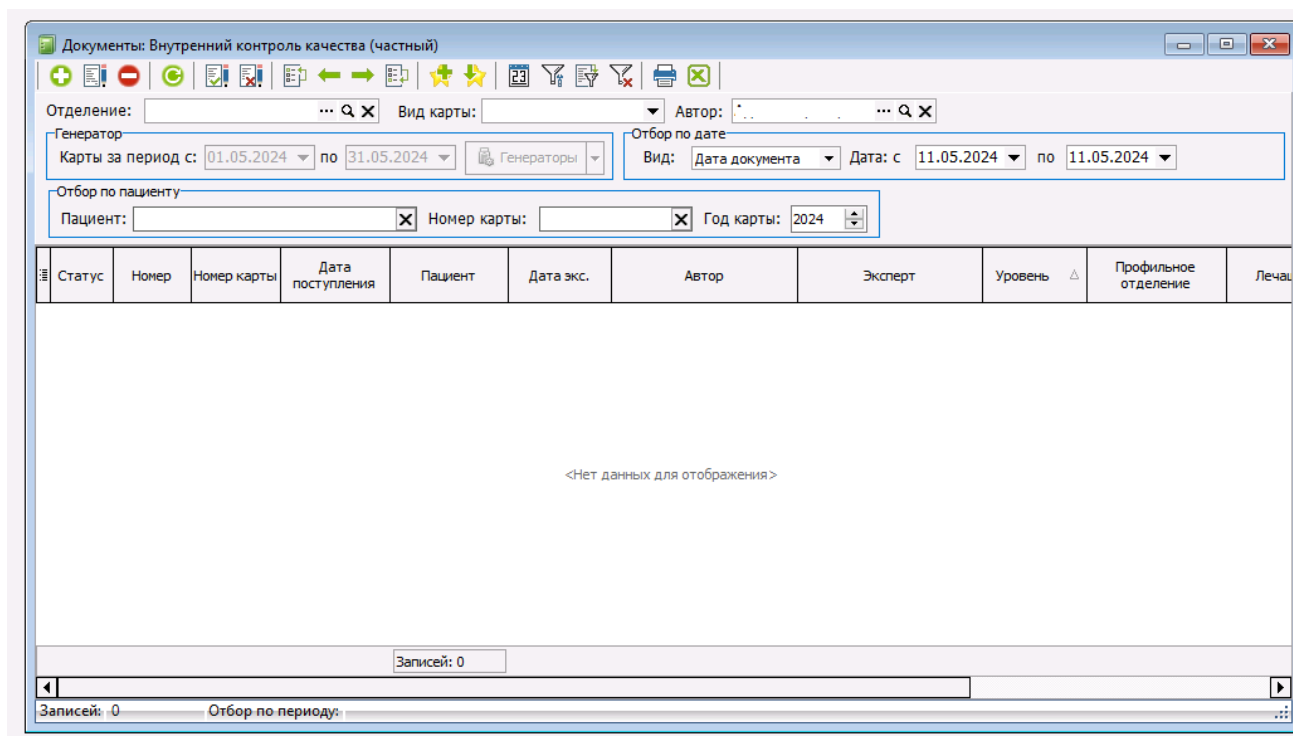 Документы: Внутренний контроль качества (частный)
23
Отделение: Вид карты: Автор:
Генератор Отбор по дате
Карты за период с: 01.05.2024 по 31.05.2024 Генераторы Вид: Дата документа Дата: с 11.05.2024 по 11.05.2024
Отбор по пациенту
Пациент: Номер карты: Год карты: 2024
Статус Номер Номер карты Дата поступления Пациент Дата экс. Автор Эксперт Уровень Профильное отделение Лечащ
<Нет данных для отображения>
Записей: 0
Записей: 0 Отбор по периоду: